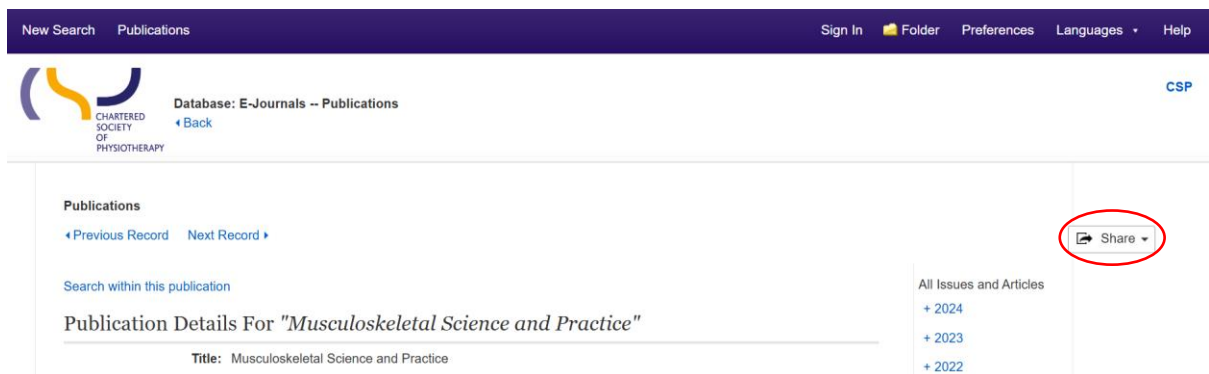 New Search Publications Sign In Folder Preferences Languages Help
CSP
CHARTERED
SOCIETY
OF
PHYSIOTHERAPY
Database: E-Journals -- Publications
Back
Publications
Previous Record Next Record
Share
Search within this publication
All Issues and Articles
+ 2024
Publication Details For "Musculoskeletal Science and Practice"
+ 2023
Title: Musculoskeletal Science and Practice
+ 2022